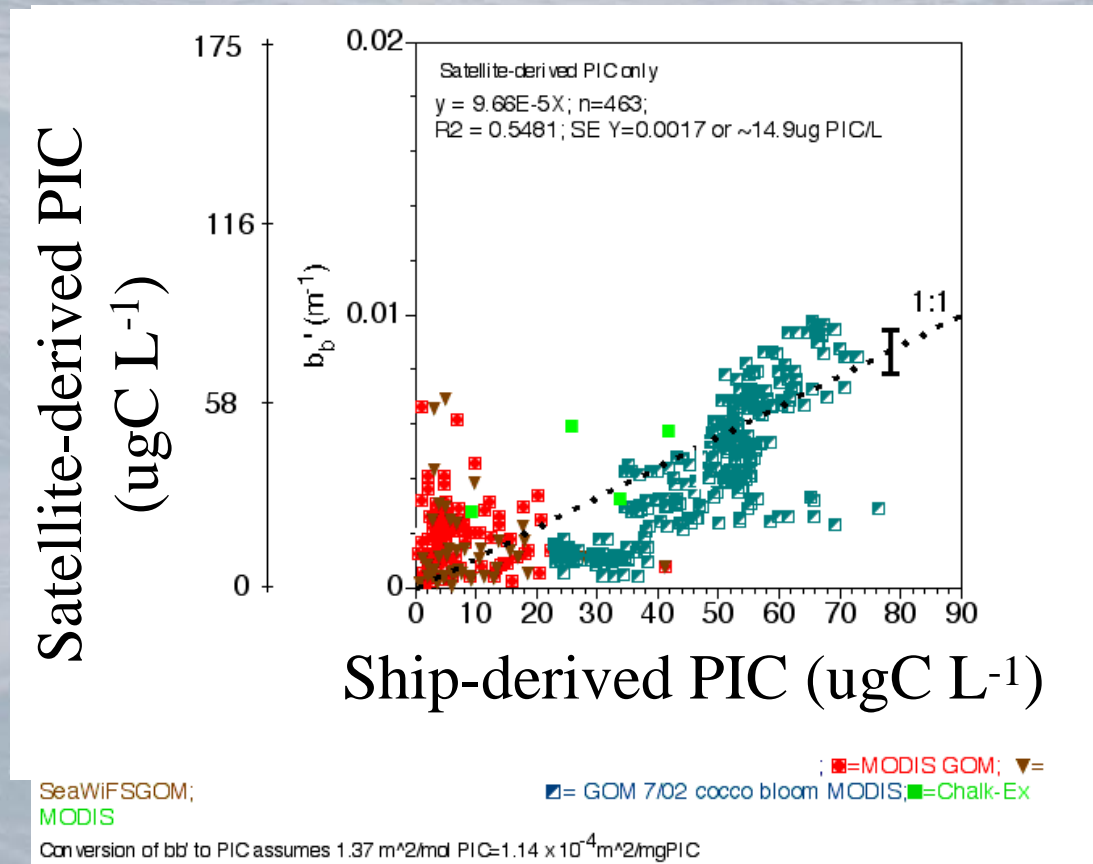 Satellite-derived PIC
(ugC L-1)
175
116
58
0
bb' (m-1)
0.02
0.01
0
Satellite-derived PIC only
y = 9.66E-5X; n=463;
R2 = 0.5481; SE Y=0.0017 or ~14.9ug PIC/L
1:1
0 10 20 30 40 50 60 70 80 90
Ship-derived PIC (ugC L-1)
; =MODIS GOM; =
SeaWiFSGOM; = GOM 7/02 cocco bloom MODIS; =Chalk-Ex
MODIS
Conversion of bb' to PIC assumes 1.37 m^2/mol PIC=1.14 x 10-4m^2/mgPIC